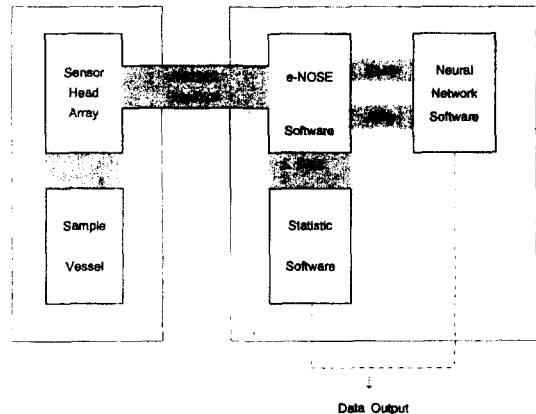 Sensor
Head
Array
e-NOSE
Software
Neural
Network
Software
Sample
Vessel
Statistic
Software
Data Output